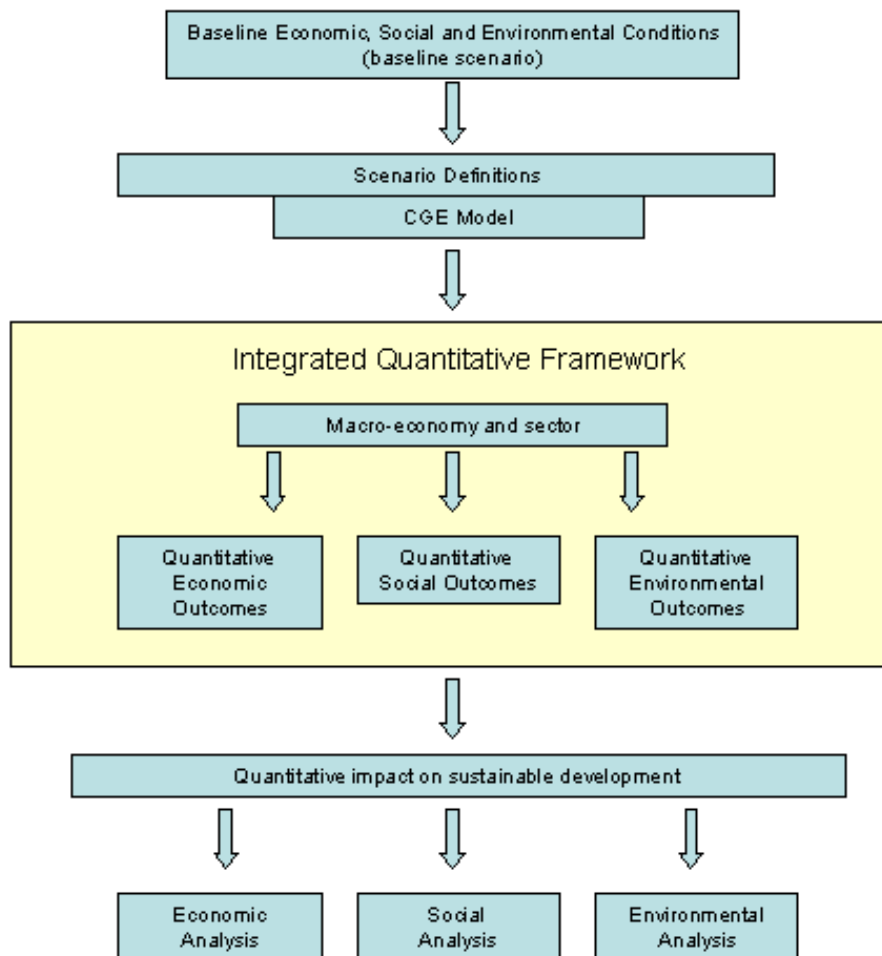 Baseline Economic, Social and Environmental Conditions
(baseline scenario)
Scenario Definitions
CGE Model
Integrated Quantitative Framework
Macro-economy and sector
Quantitative
Economic
Outcomes
Quantitative
Social Outcomes
Quantitative
Environmental
Outcomes
Quantitative impact on sustainable development
Economic
Analysis
Social
Analysis
Environmental
Analysis